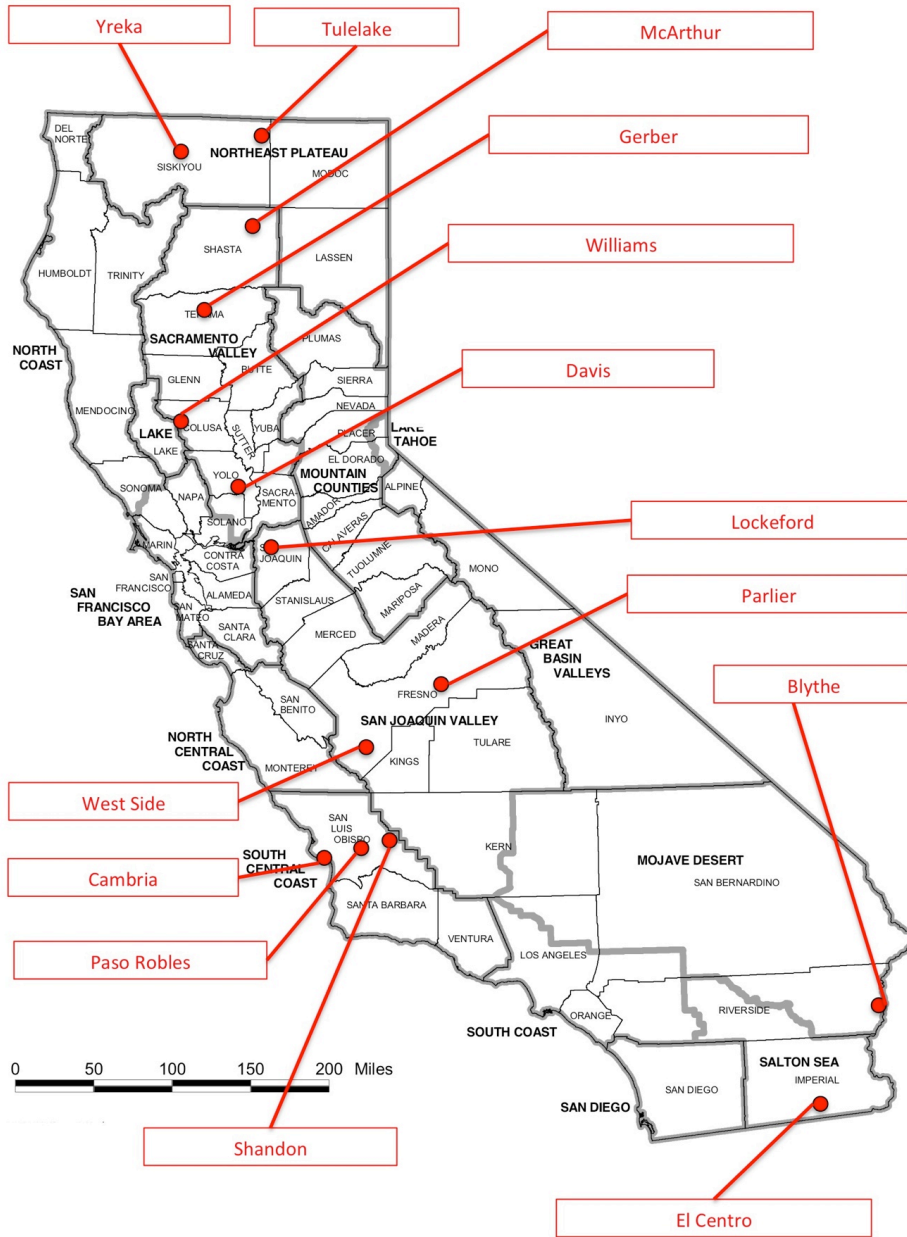 Yreka
Tulelake
McArthur
DEL
NORTE
NORTHEAST PLATEAU
SISKIYOU
MODOC
Gerber
SHASTA
LASSEN
Williams
HUMBOLDT
TRINITY
TEHAMA
PLUMAS
SACRAMENTO
VALLEY
NORTH
COAST
BUTTE
GLENN
SIERRA
Davis
NEVADA
MENDOCINO
COLUSA
SUTTER
YUBA
PLACER
LAKE
TAHOE
LAKE
LAKE
EL DORADO
MOUNTAIN
COUNTIES
YOLO
ALPINE
SONOMA
NAPA
SACRA-
MENTO
AMADOR
SOLANO
CALAVERAS
Lockeford
MARIN
SAN
JOAQUIN
CONTRA
COSTA
TUOLUMNE
MONO
SAN
FRANCISCO
ALAMEDA
SAN
FRANCISCO
BAY AREA
STANISLAUS
MARIPOSA
Parlier
SAN
MATEO
SANTA
CLARA
MERCED
MADERA
SANTA
CRUZ
GREAT
BASIN
VALLEYS
Blythe
SAN
BENITO
FRESNO
SAN JOAQUIN VALLEY
INYO
NORTH
CENTRAL
COAST
TULARE
MONTEREY
KINGS
West Side
SAN
LUIS
OBISPO
KERN
SOUTH
CENTRAL
COAST
MOJAVE DESERT
Cambria
SAN BERNARDINO
SANTA BARBARA
VENTURA
Paso Robles
LOS ANGELES
RIVERSIDE
ORANGE
SOUTH COAST
0 50 100 150 200 Miles
SALTON SEA
IMPERIAL
SAN DIEGO
SAN DIEGO
Shandon
El Centro